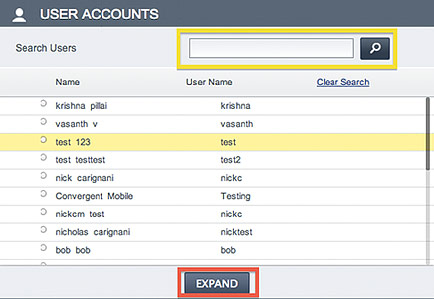 USER ACCOUNTS
Search Users
Name User Name Clear Search
krishna pillai krishna
vasanth v vasanth
test 123 test
test testtest test2
nick carignani nickc
Convergent Mobile Testing
nickcm test nickc
nicholas carignani nicktest
bob bob bob
EXPAND